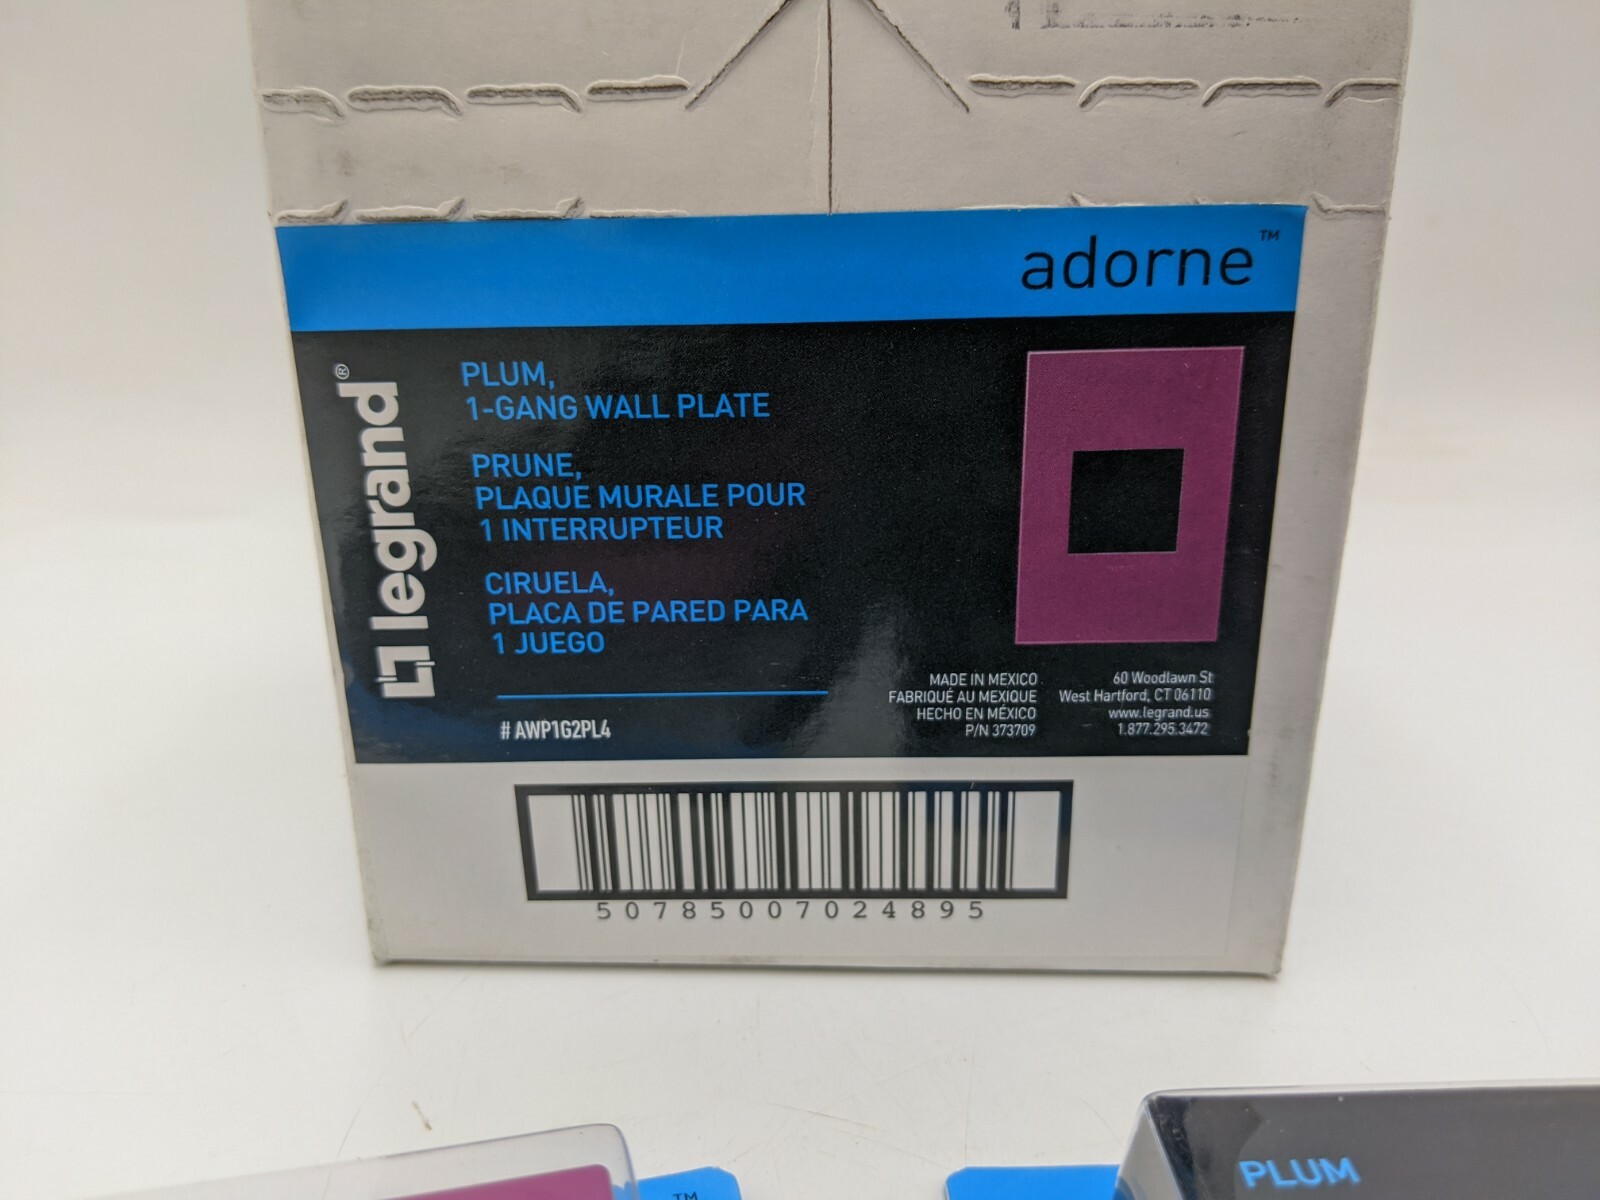 adorne™
legrand®
PLUM,
1-GANG WALL PLATE
PRUNE,
PLAQUE MURALE POUR
1 INTERRUPTEUR
CIRUELA,
PLACA DE PARED PARA
1 JUEGO
# AWP1G2PL4
MADE IN MEXICO
FABRIQUÉ AU MEXIQUE
HECHO EN MÉXICO
P/N 373709
60 Woodlawn St
West Hartford, CT 06110
www.legrand.us
1.877.295.3472
50785007024895
TM
PLUM